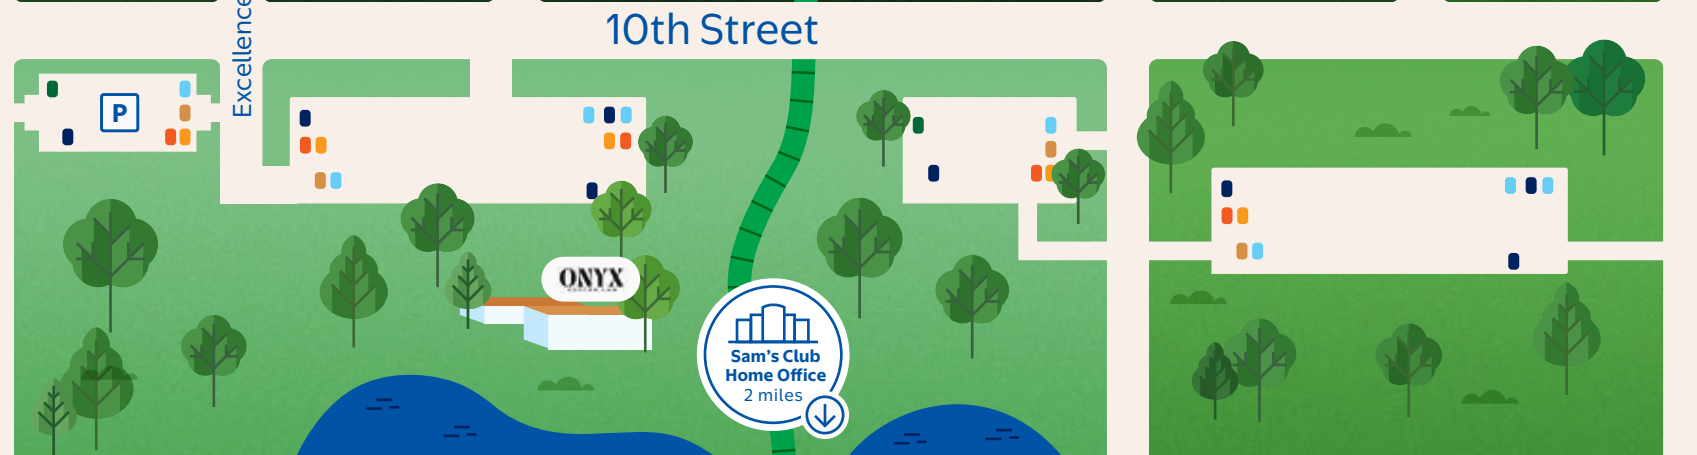 10th Street
Excellence
P
ONYX
Sam's Club
Home Office
2 miles